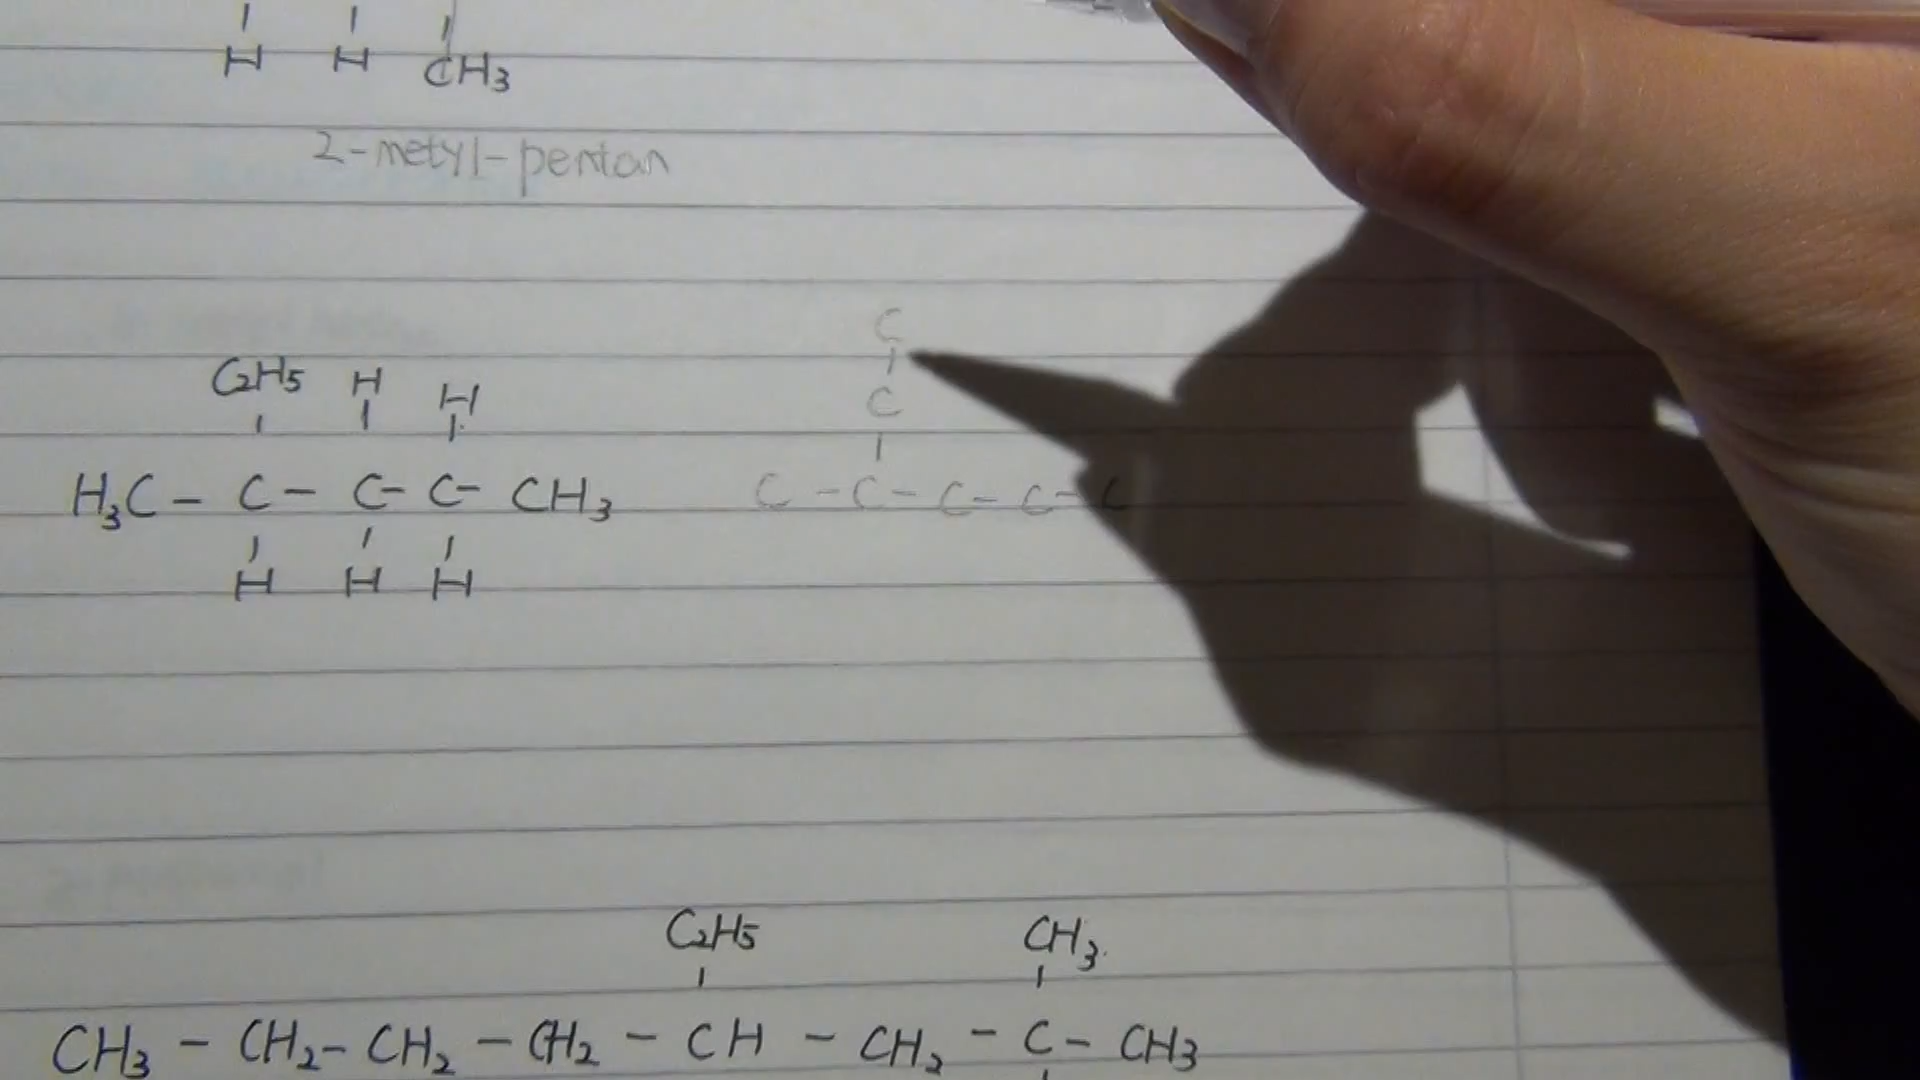 H H CH3
2-metyl-pentan
C
C2H5 H H
C
H3C - C - C - C - CH3
C - C - C - C - C
H H H
C2H5 CH3
CH3 - CH2 - CH2 - CH2 - CH - CH2 - C - CH3